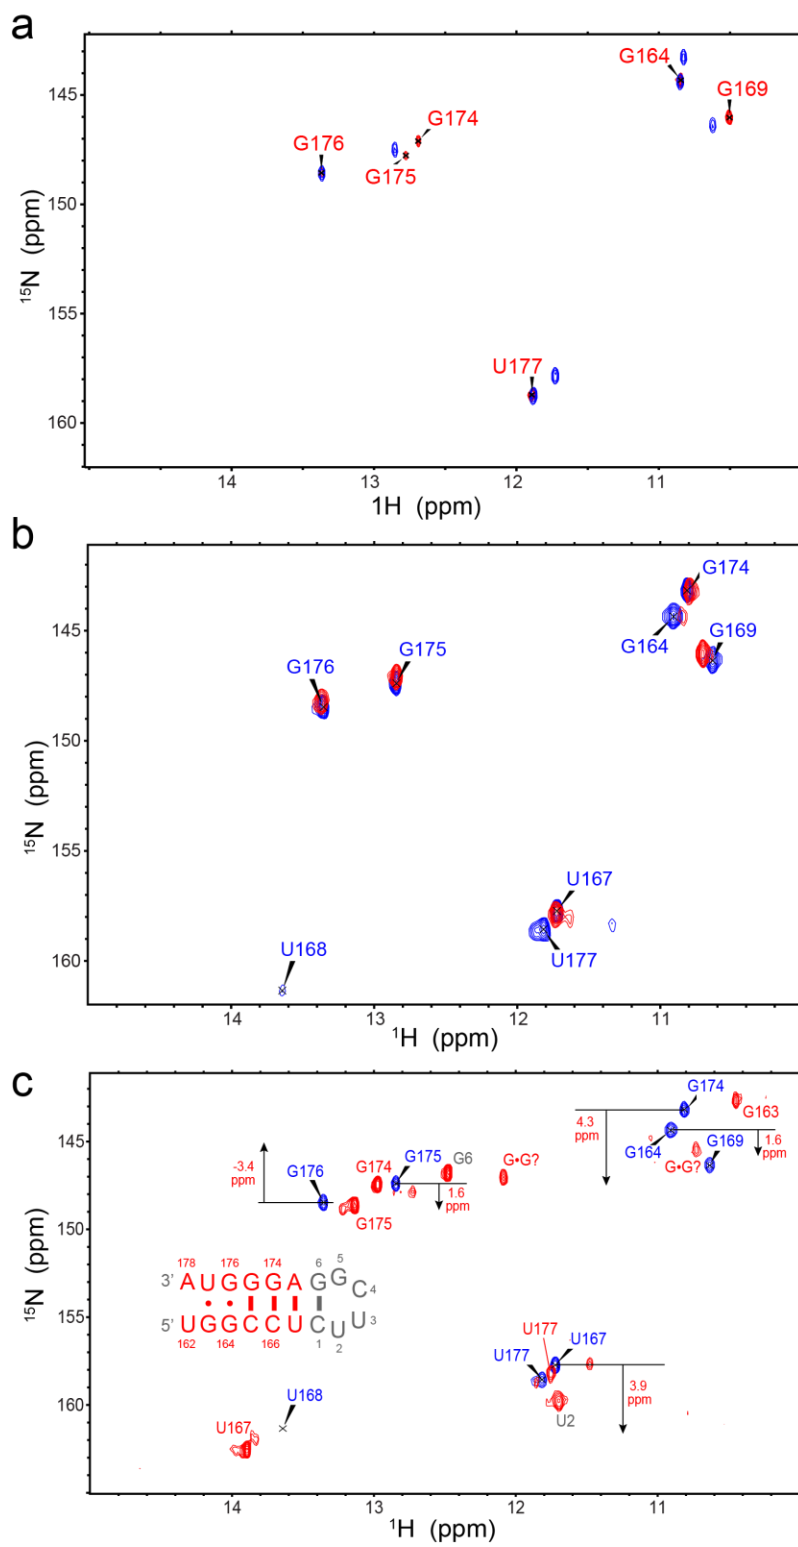 a
145
150
155
160
14
13
12
11
¹⁵N (ppm)
1H (ppm)
G164
G169
G174
G176
G175
U177
b
145
150
155
160
14
13
12
11
¹⁵N (ppm)
¹H (ppm)
G174
G164
G169
G175
G176
U167
U168
U177
c
145
150
155
160
14
13
12
11
¹⁵N (ppm)
¹H (ppm)
G174
G163
4.3
ppm
G164
1.6
ppm
G•G?
G169
-3.4
ppm
G176
G174
G175
G6
G•G?
1.6
ppm
G175
178 176 174 6 5
3' A U G G G A G G C 4
5' U G G C C U C U U 3
162 164 166 1 2
U177
U167
U177
3.9
ppm
U2
U168
U167